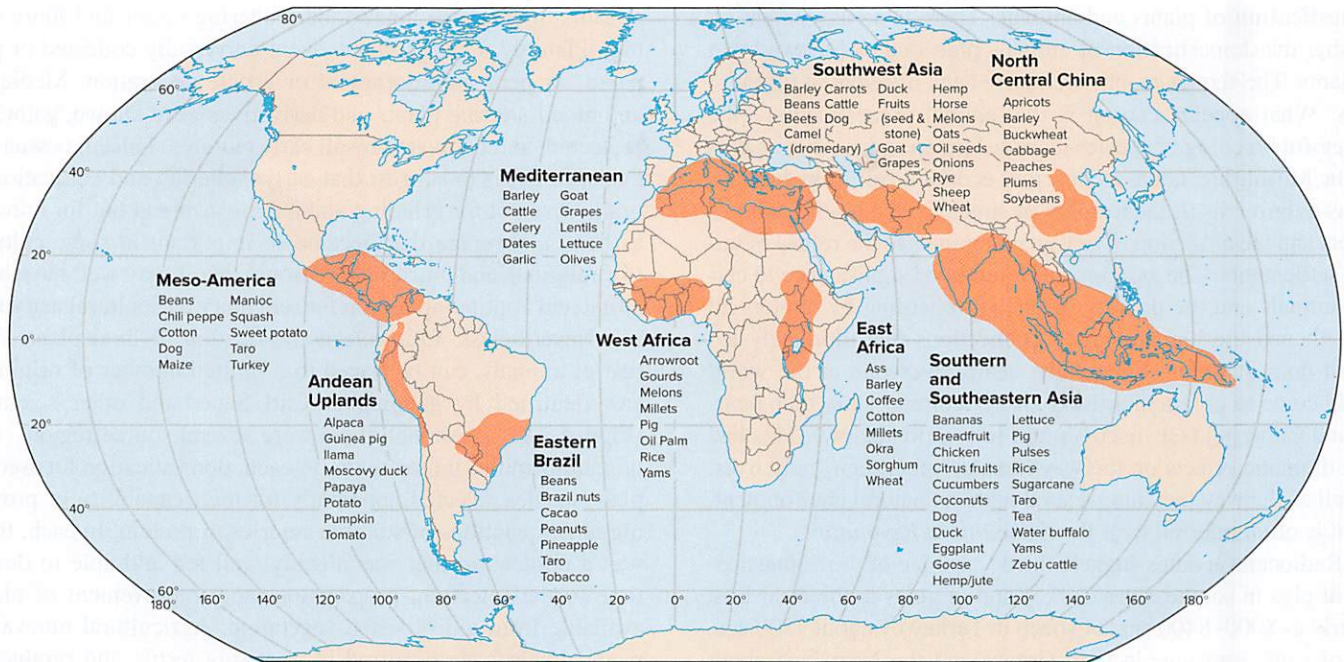 80°
60°
40°
20°
0°
20°
40°
60°
180°
160°
140°
120°
100°
80°
60°
40°
20°
0°
20°
40°
60°
80°
100°
120°
140°
160°
180°
Southwest Asia
Barley Carrots
Beans Cattle
Beets Dog
Camel (
(dromedary)
Duck
Fruits
(seed &
stone)
Goat
Grapes
Hemp
Horse
Melons
Oats
Oil seeds
Onions
Rye
Sheep
Wheat
North
Central China
Apricots
Barley
Buckwheat
Cabbage
Peaches
Plums
Soybeans
Mediterranean
Barley
Cattle
Celery
Dates
Garlic
Goat
Grapes
Lentils
Lettuce
Olives
Meso-America
Beans
Chili peppe
Cotton
Dog
Maize
Manioc
Squash
Sweet potato
Taro
Turkey
Andean
Uplands
Alpaca
Guinea pig
llama
Moscovy duck
Papaya
Potato
Pumpkin
Tomato
Eastern
Brazil
Beans
Brazil nuts
Cacao
Peanuts
Pineapple
Taro
Tobacco
West Africa
Arrowroot
Gourds
Melons
Millets
Pig
Oil Palm
Rice
Yams
East
Africa
Ass
Barley
Coffee
Cotton
Millets
Okra
Sorghum
Wheat
Southern
and
Southeastern Asia
Bananas
Breadfruit
Chicken
Citrus fruits
Cucumbers
Coconuts
Dog
Duck
Eggplant
Goose
Hemp/jute
Lettuce
Pig
Pulses
Rice
Sugarcane
Taro
Tea
Water buffalo
Yams
Zebu cattle